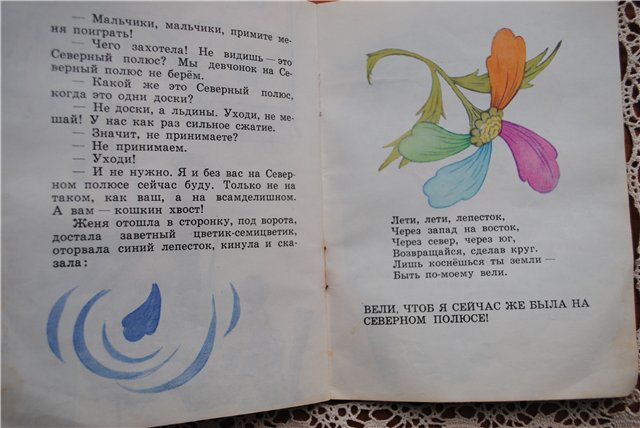 — Мальчики, мальчики, примите ме-
ня поиграть!
— Чего захотела! Не видишь — это
Северный полюс? Мы девчонок на Се-
верный полюс не берём.
— Какой же это Северный полюс,
когда это одни доски?
— Не доски, а льдины. Уходи, не ме-
шай! У нас как раз сильное сжатие.
— Значит, не принимаете?
— Не принимаем.
— Уходи!
— И не нужно. Я и без вас на Север-
ном полюсе сейчас буду. Только не на
таком, как ваш, а на всамделишном.
А вам — кошкин хвост!
Женя отошла в сторонку, под ворота,
достала заветный цветик-семицветик,
оторвала синий лепесток, кинула и ска-
зала:
Лети, лети, лепесток,
Через запад на восток,
Через север, через юг,
Возвращайся, сделав круг.
Лишь коснёшься ты земли —
Быть по-моему вели.
ВЕЛИ, ЧТОБ Я СЕЙЧАС ЖЕ БЫЛА НА
СЕВЕРНОМ ПОЛЮСЕ!